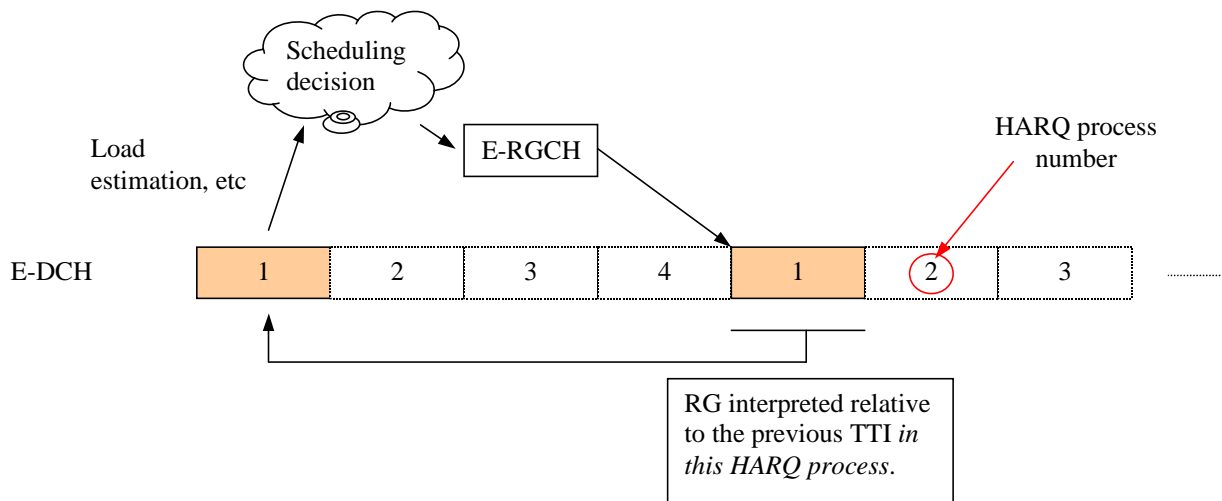 Scheduling
decision
HARQ process
number
E-RGCH
Load
estimation, etc
E-DCH
1
2
3
4
1
2
3
RG interpreted relative
to the previous TTI in
this HARQ process.